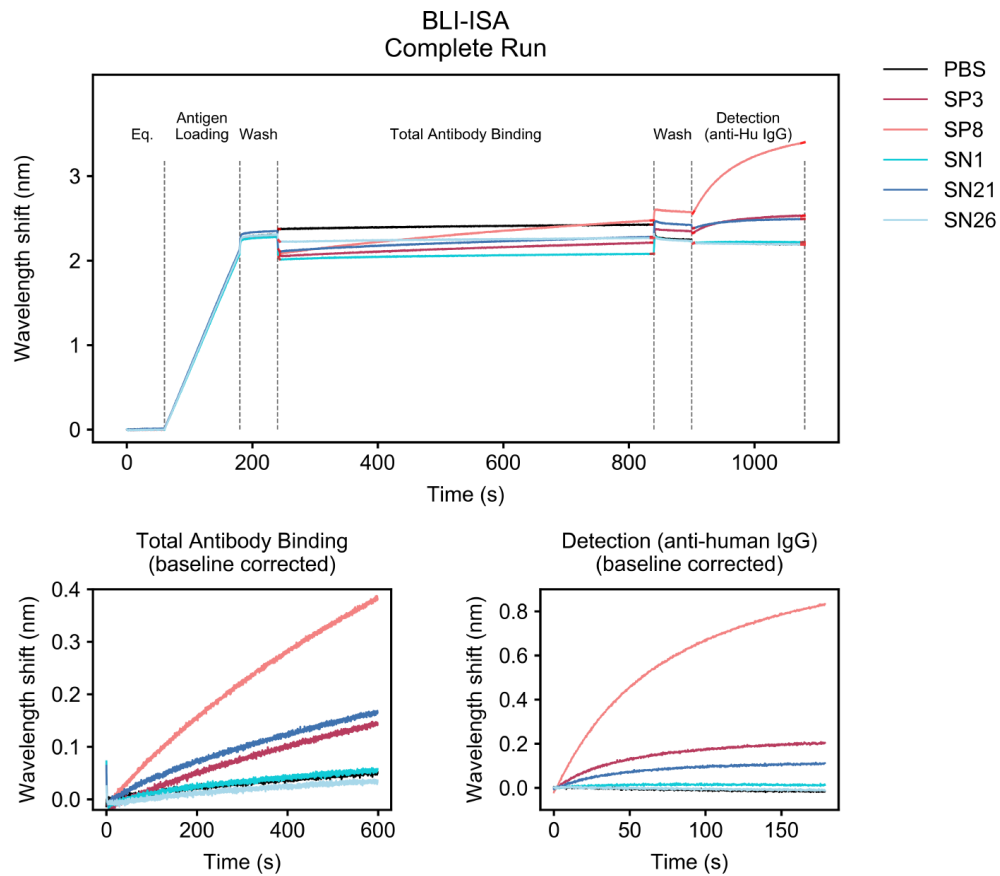 BLI-ISA
Complete Run
PBS
SP3
SP8
SN1
SN21
SN26
Eq.
Antigen
Loading
Wash
Total Antibody Binding
Wash
Detection
(anti-Hu IgG)
Wavelength shift (nm)
3
2
1
0
0 200 400 600 800 1000
Time (s)
Total Antibody Binding
(baseline corrected)
Wavelength shift (nm)
0.4
0.3
0.2
0.1
0.0
0 200 400 600
Time (s)
Detection (anti-human IgG)
(baseline corrected)
Wavelength shift (nm)
0.8
0.6
0.4
0.2
0.0
0 50 100 150
Time (s)